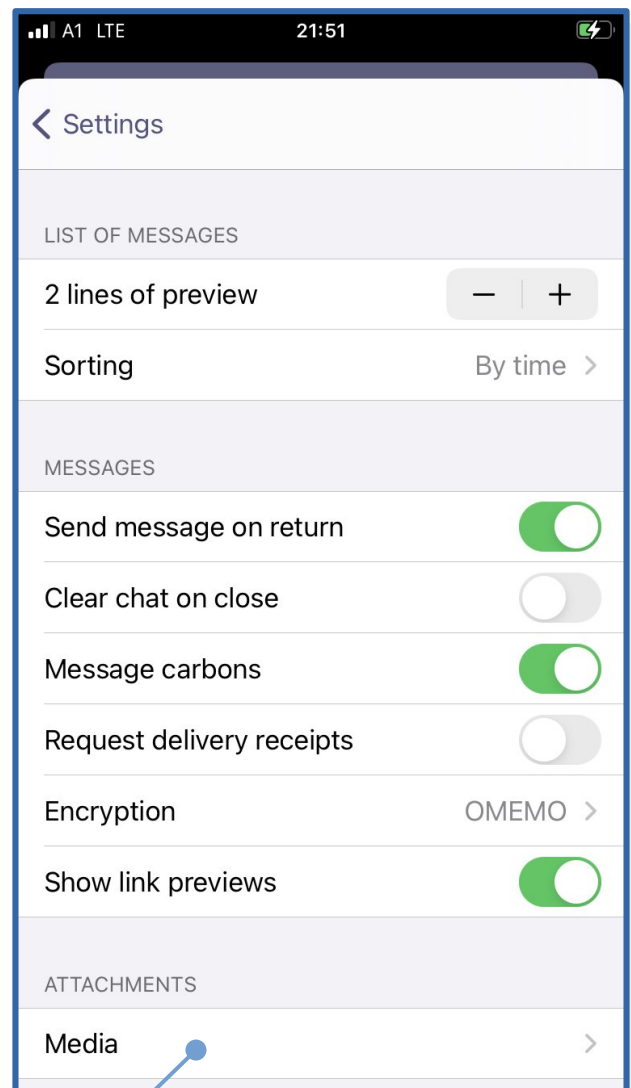 A1 LTE 21:51
Settings
LIST OF MESSAGES
2 lines of preview − +
Sorting By time
MESSAGES
Send message on return
Clear chat on close
Message carbons
Request delivery receipts
Encryption OMEMO
Show link previews
ATTACHMENTS
Media